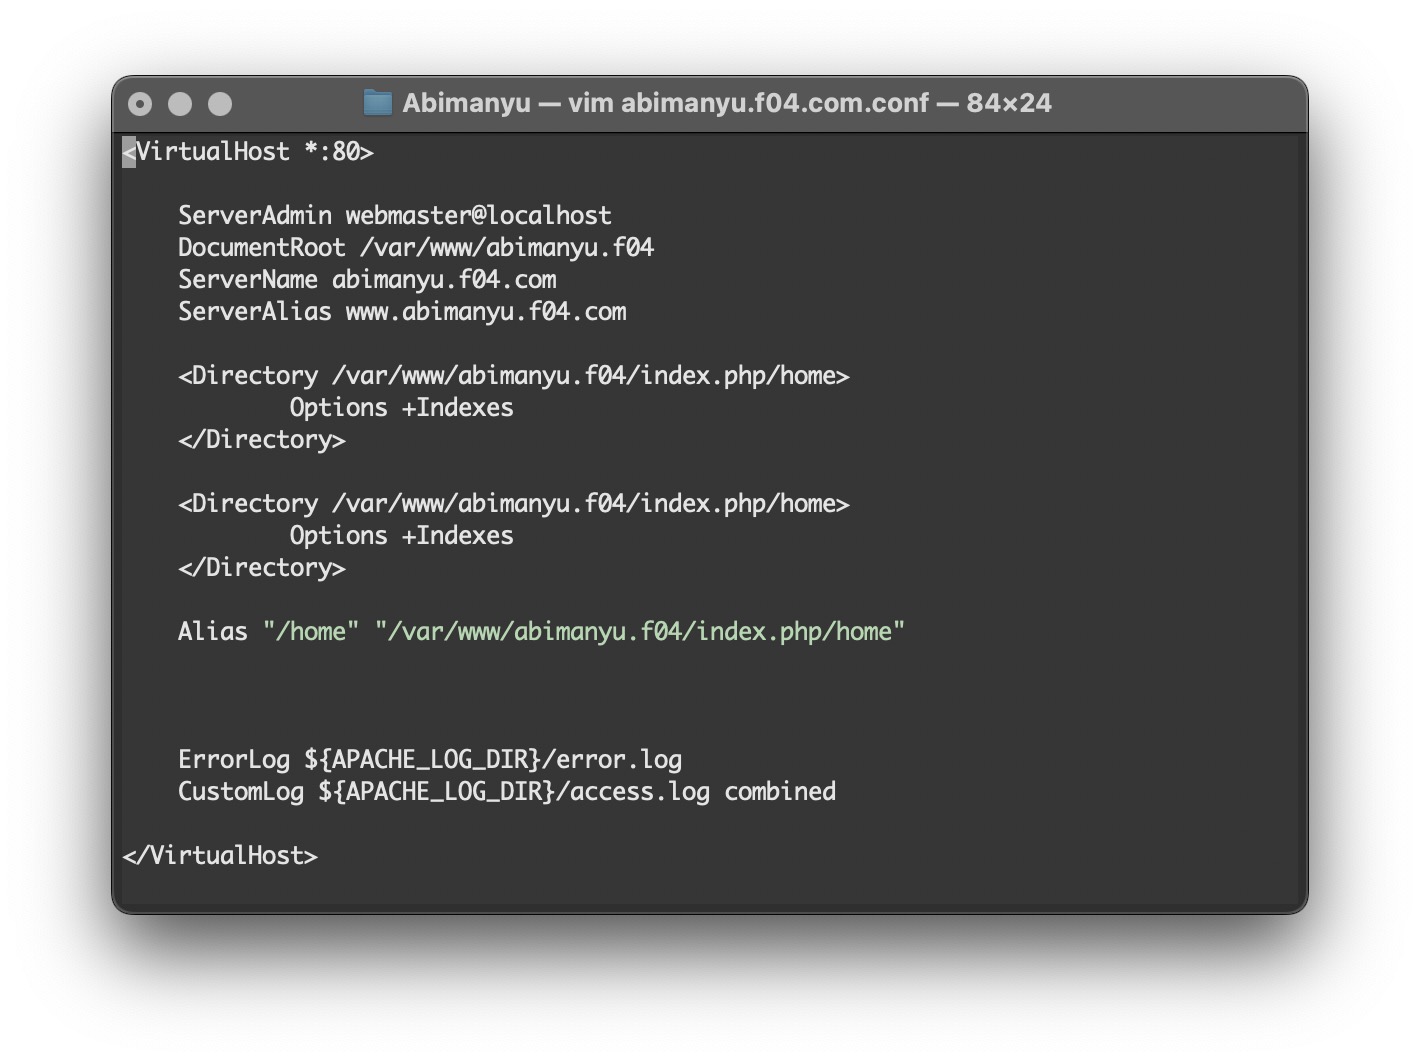 Abimanyu — vim abimanyu.f04.com.conf — 84×24
<VirtualHost *:80>
ServerAdmin webmaster@localhost
DocumentRoot /var/www/abimanyu.f04
ServerName abimanyu.f04.com
ServerAlias www.abimanyu.f04.com
<Directory /var/www/abimanyu.f04/index.php/home>
Options +Indexes
</Directory>
<Directory /var/www/abimanyu.f04/index.php/home>
Options +Indexes
</Directory>
Alias "/home" "/var/www/abimanyu.f04/index.php/home"
ErrorLog ${APACHE_LOG_DIR}/error.log
CustomLog ${APACHE_LOG_DIR}/access.log combined
</VirtualHost>